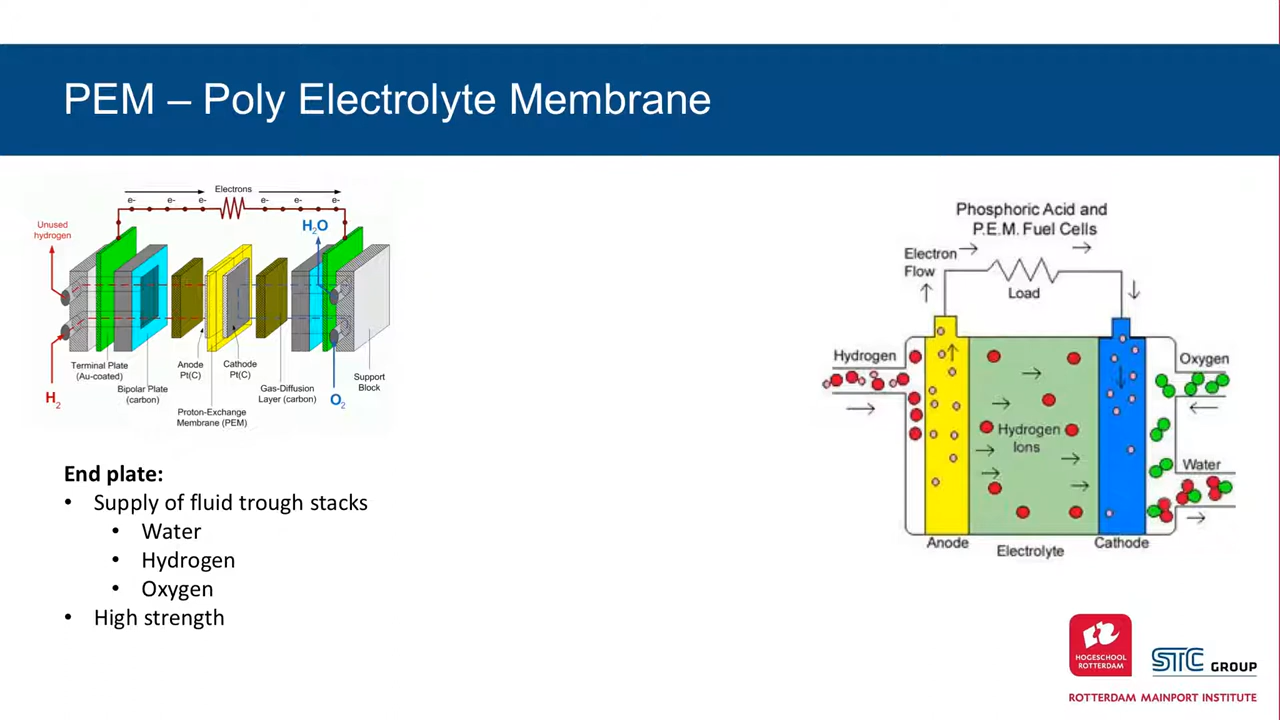 PEM – Poly Electrolyte Membrane
Electrons
e- e- e- e- e- e-
Unused
hydrogen
H2O
Terminal Plate
(Au-coated)
Bipolar Plate
(carbon)
Anode
Pt(C)
Cathode
Pt(C)
Proton-Exchange
Membrane (PEM)
Gas-Diffusion
Layer (carbon)
Support
Block
H2
O2
End plate:
• Supply of fluid trough stacks
• Water
• Hydrogen
• Oxygen
• High strength
Phosphoric Acid and
P.E.M. Fuel Cells
Electron
Flow
Load
Hydrogen
Oxygen
Hydrogen
Ions
Water
Anode
Electrolyte
Cathode
HOGESCHOOL
ROTTERDAM
STC GROUP
ROTTERDAM MAINPORT INSTITUTE